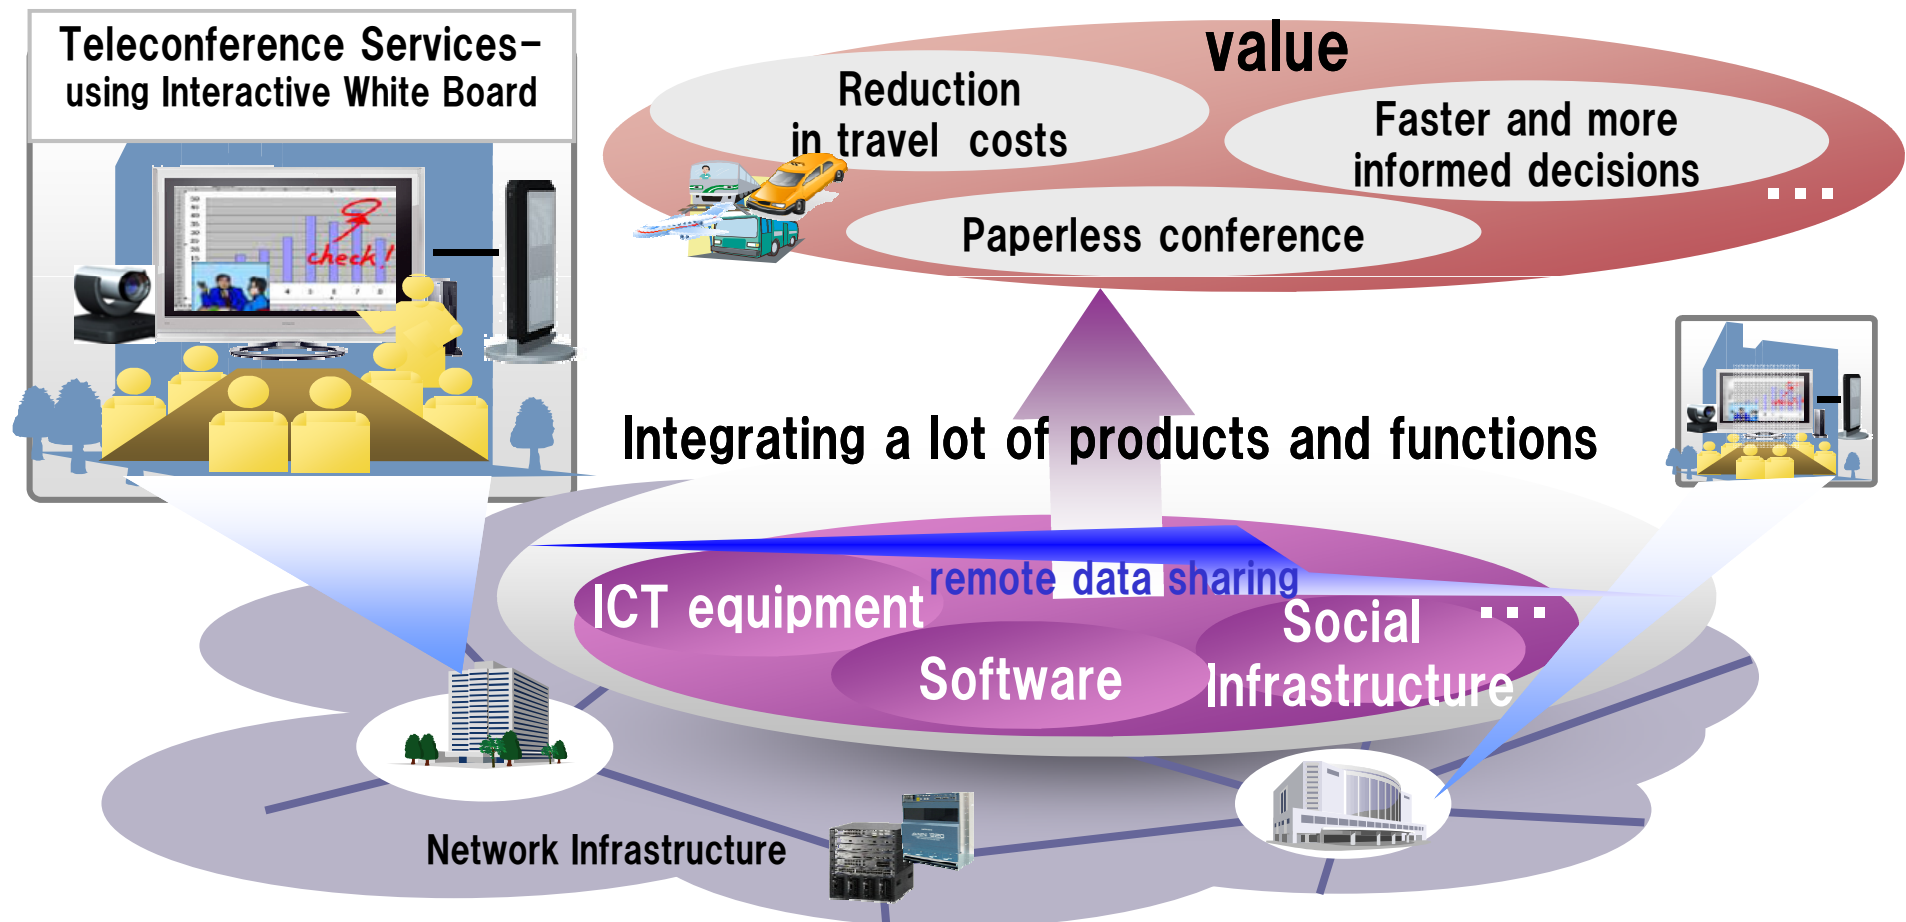 Teleconference Services-
using Interactive White Board
value
Reduction
in travel costs
Faster and more
informed decisions
...
Paperless conference
check!
Integrating a lot of products and functions
remote data sharing
ICT equipment
Software
Social
Infrastructure
...
Network Infrastructure